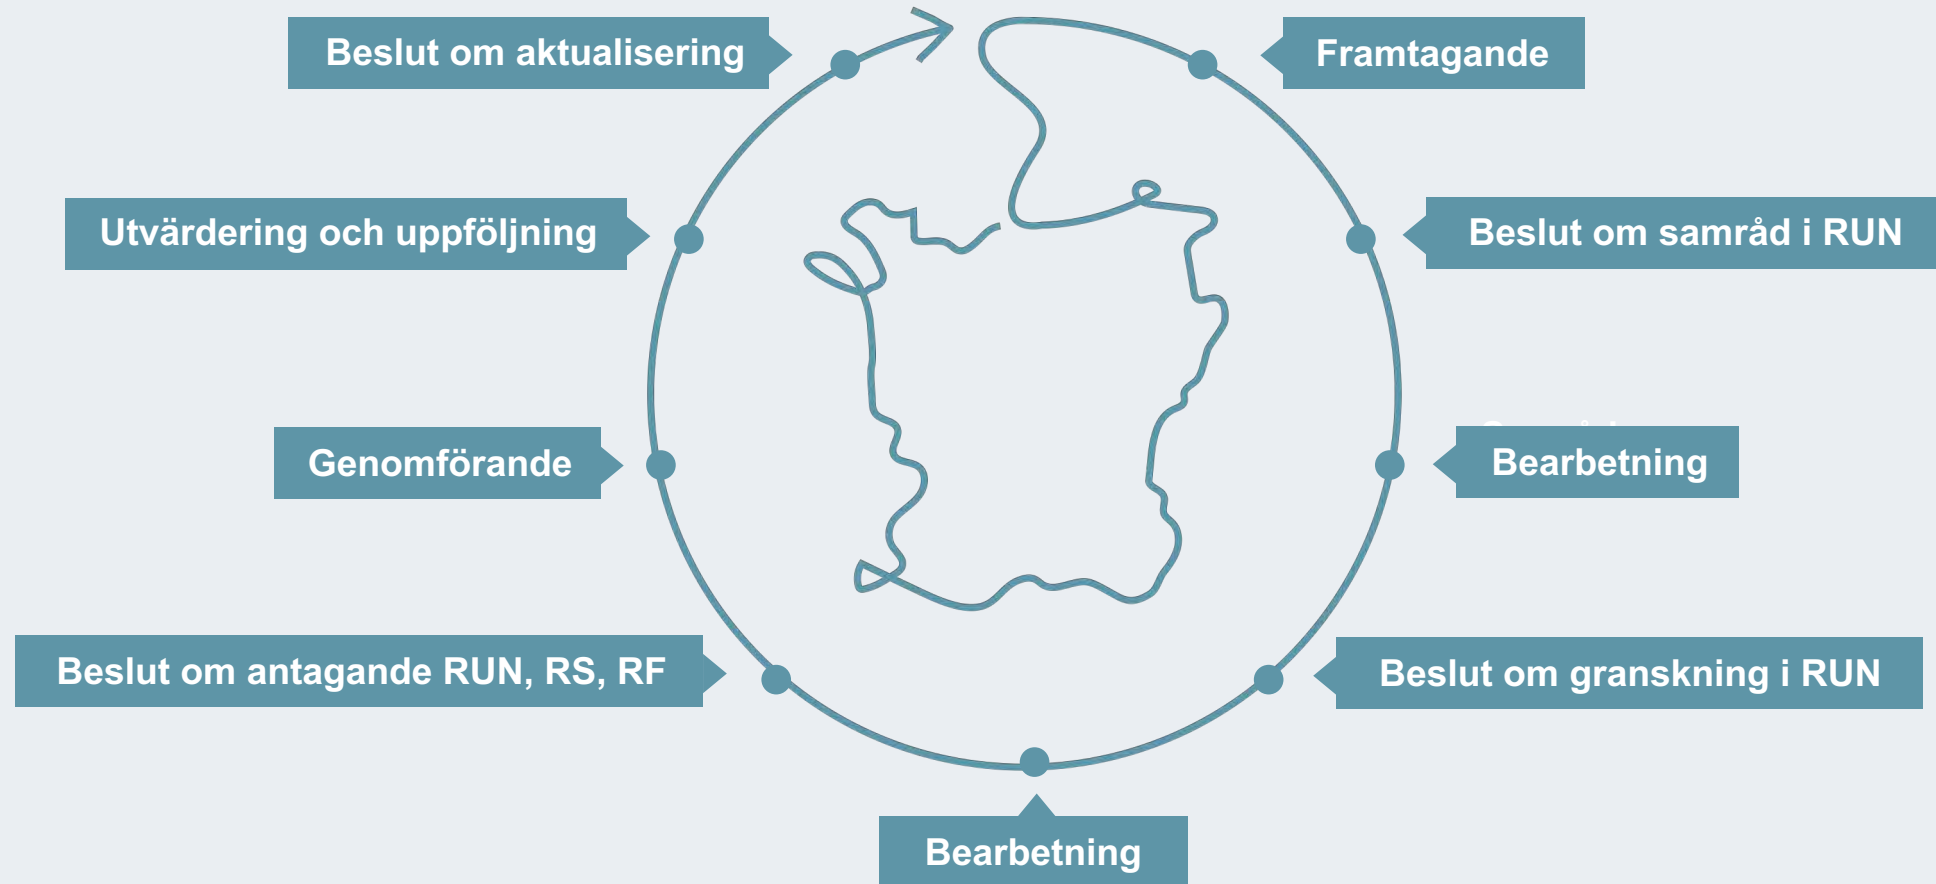 Beslut om aktualisering
Framtagande
Utvärdering och uppföljning
Beslut om samråd i RUN
Genomförande
Bearbetning
Beslut om antagande RUN, RS, RF
Beslut om granskning i RUN
Bearbetning